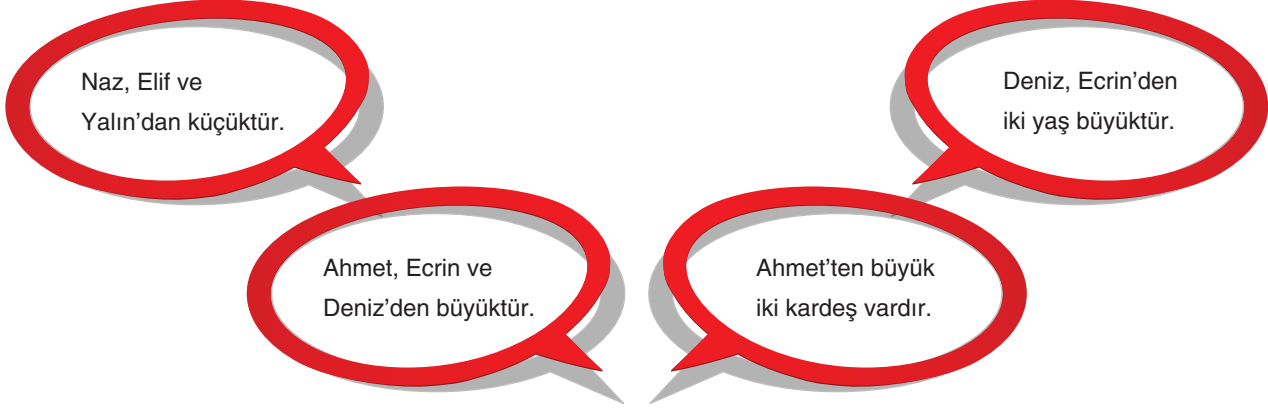 Naz, Elif ve
Yalın’dan küçüktür.
Deniz, Ecrin’den
iki yaş büyüktür.
Ahmet, Ecrin ve
Deniz’den büyüktür.
Ahmet’ten büyük
iki kardeş vardır.